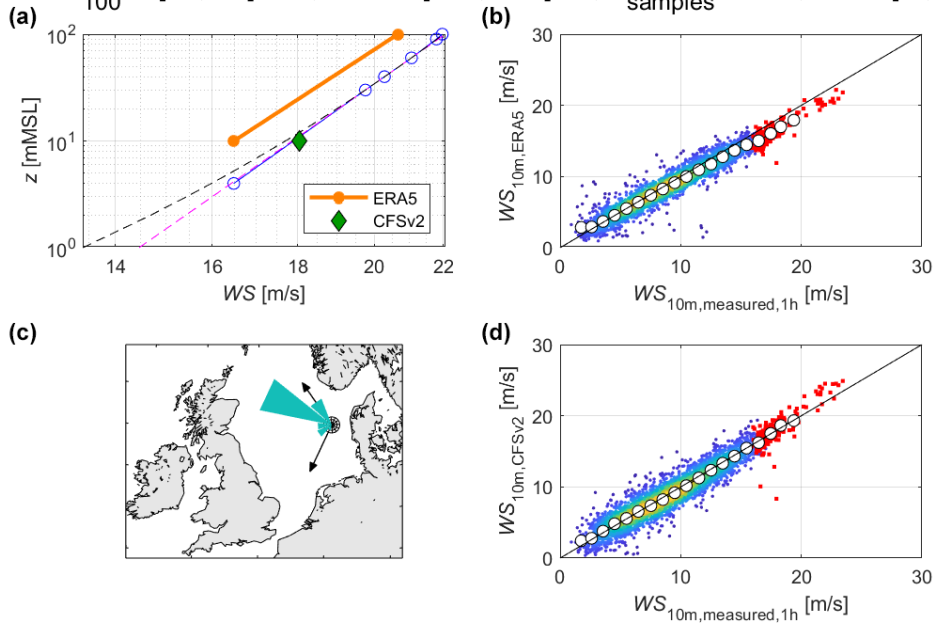 100
samples
(a)
z [mMSL]
10^2
10^1
10^0
14
16
18
20
22
WS [m/s]
ERA5
CFSv2
(b)
WS_10m,ERA5 [m/s]
30
20
10
0
0
10
20
30
WS_10m,measured,1h [m/s]
(c)
(d)
WS_10m,CFSv2 [m/s]
30
20
10
0
0
10
20
30
WS_10m,measured,1h [m/s]